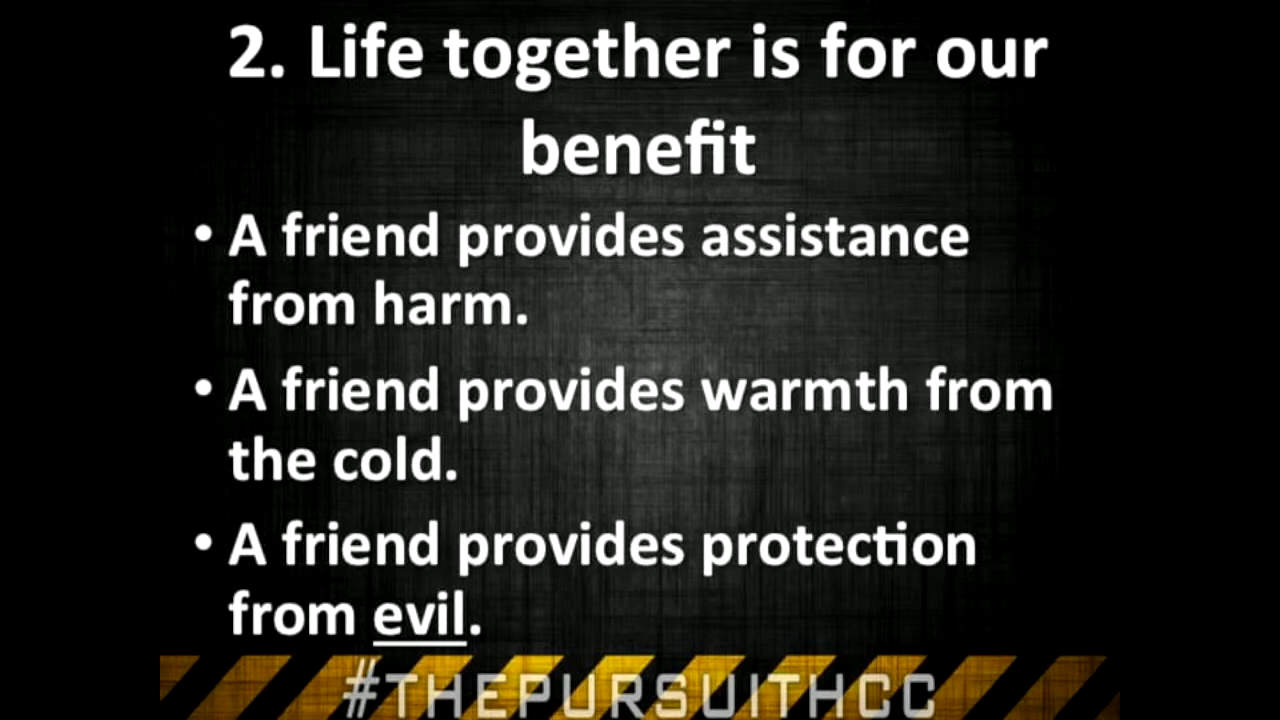 2. Life together is for our
benefit
• A friend provides assistance
from harm.
• A friend provides warmth from
the cold.
• A friend provides protection
from evil.
#THEPURSUITHCC